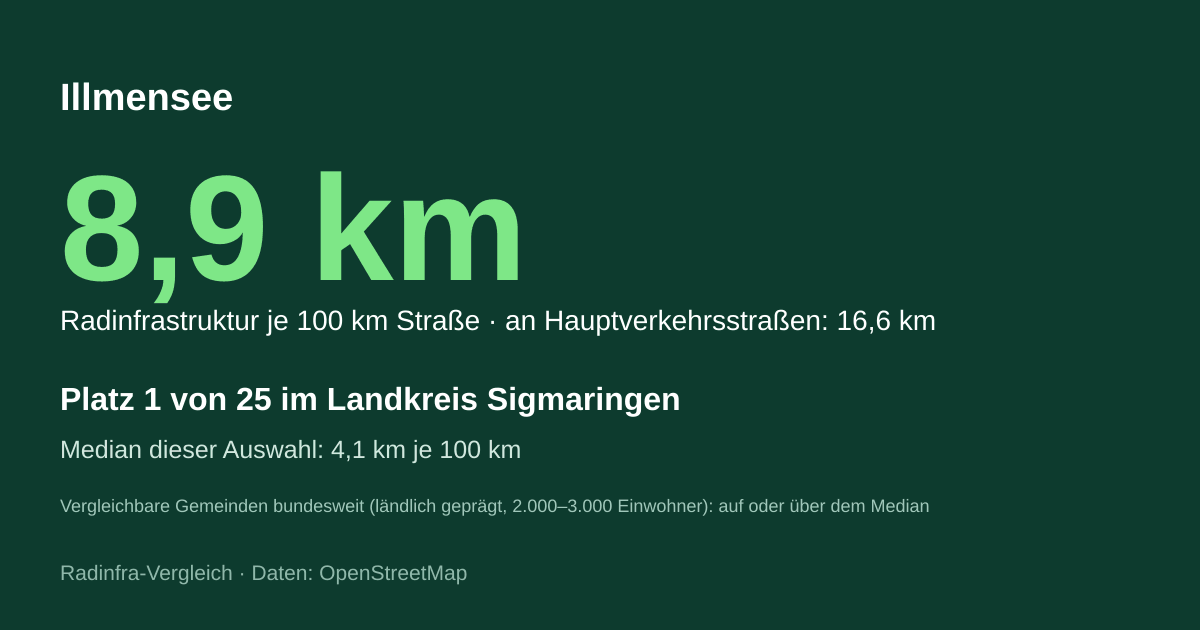 Illmensee
8,9 km
Radinfrastruktur je 100 km Straße · an Hauptverkehrsstraßen: 16,6 km
Platz 1 von 25 im Landkreis Sigmaringen
Median dieser Auswahl: 4,1 km je 100 km
Vergleichbare Gemeinden bundesweit (ländlich geprägt, 2.000–3.000 Einwohner): auf oder über dem Median
Radinfra-Vergleich · Daten: OpenStreetMap